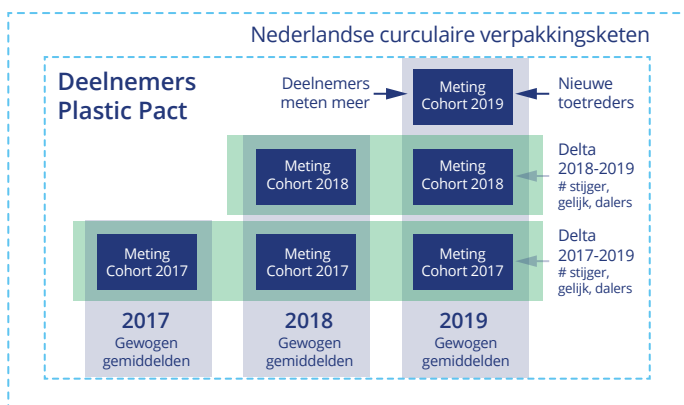 Nederlandse curculaire verpakkingsketen
Deelnemers
Plastic Pact
Deelnemers
meten meer
Meting
Cohort 2019
Nieuwe
toetreders
Meting
Cohort 2018
Meting
Cohort 2018
Delta
2018-2019
# stijger,
gelijk, dalers
Meting
Cohort 2017
Meting
Cohort 2017
Meting
Cohort 2017
Delta
2017-2019
# stijger,
gelijk, dalers
2017
Gewogen
gemiddelden
2018
Gewogen
gemiddelden
2019
Gewogen
gemiddelden